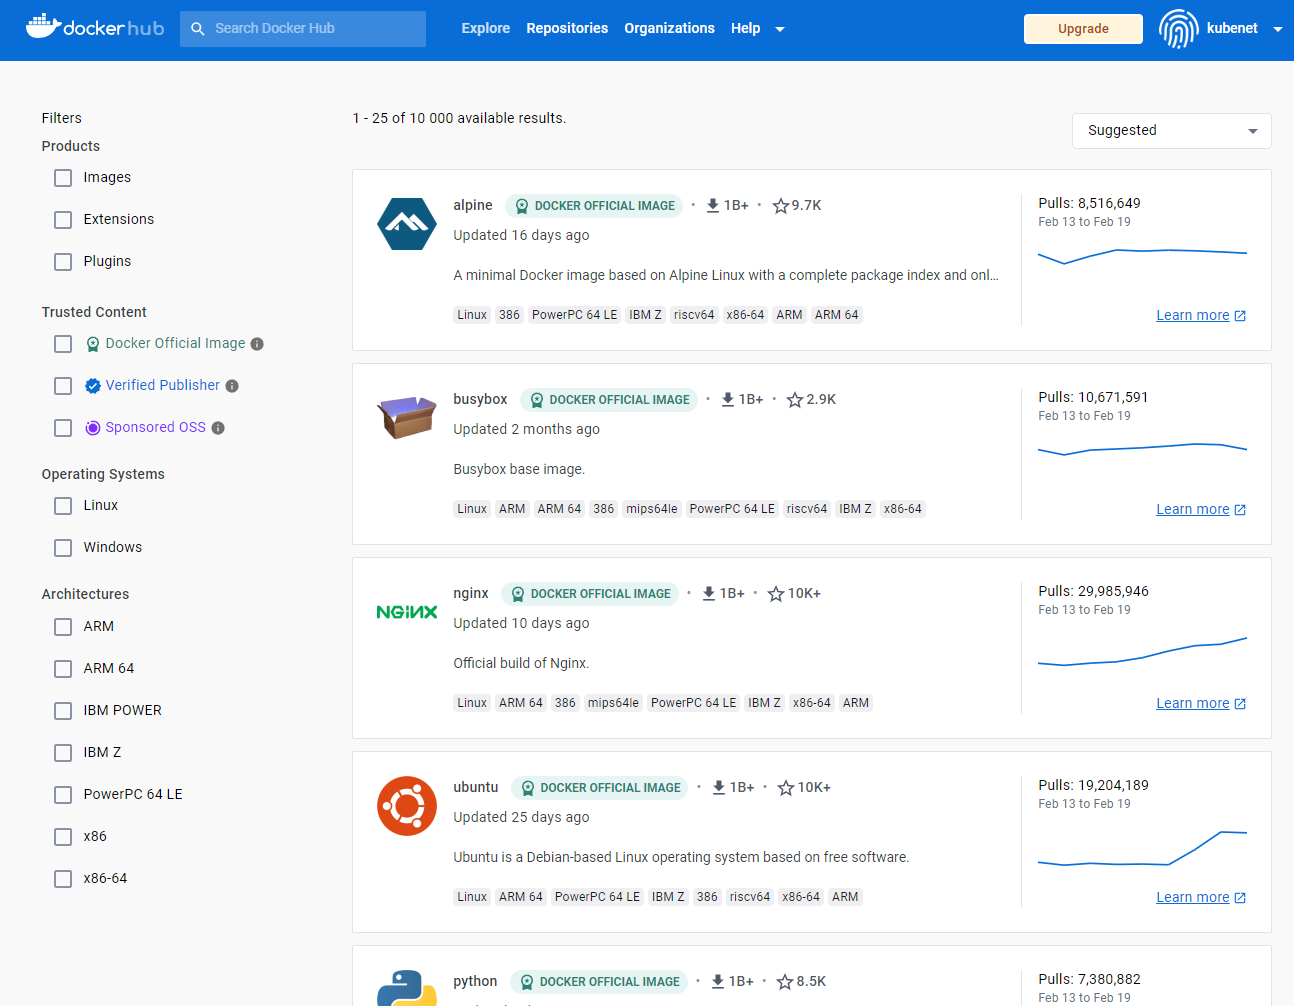 dockerhub
Search Docker Hub
Explore
Repositories
Organizations
Help
Upgrade
kubenet
Filters
Products
Images
Extensions
Plugins
Trusted Content
Docker Official Image
Verified Publisher
Sponsored OSS
Operating Systems
Linux
Windows
Architectures
ARM
ARM 64
IBM POWER
IBM Z
PowerPC 64 LE
x86
x86-64
1 - 25 of 10 000 available results.
Suggested
alpine DOCKER OFFICIAL IMAGE • 1B+ • 9.7K
Updated 16 days ago
A minimal Docker image based on Alpine Linux with a complete package index and onl...
Linux 386 PowerPC 64 LE IBM Z riscv64 x86-64 ARM ARM 64
Pulls: 8,516,649
Feb 13 to Feb 19
Learn more
busybox DOCKER OFFICIAL IMAGE • 1B+ • 2.9K
Updated 2 months ago
Busybox base image.
Linux ARM ARM 64 386 mips64le PowerPC 64 LE riscv64 IBM Z x86-64
Pulls: 10,671,591
Feb 13 to Feb 19
Learn more
NGINX
nginx DOCKER OFFICIAL IMAGE • 1B+ • 10K+
Updated 10 days ago
Official build of Nginx.
Linux ARM 64 386 mips64le PowerPC 64 LE IBM Z x86-64 ARM
Pulls: 29,985,946
Feb 13 to Feb 19
Learn more
ubuntu DOCKER OFFICIAL IMAGE • 1B+ • 10K+
Updated 25 days ago
Ubuntu is a Debian-based Linux operating system based on free software.
Linux ARM 64 PowerPC 64 LE IBM Z 386 riscv64 x86-64 ARM
Pulls: 19,204,189
Feb 13 to Feb 19
Learn more
python DOCKER OFFICIAL IMAGE • 1B+ • 8.5K
Pulls: 7,380,882
Feb 13 to Feb 19